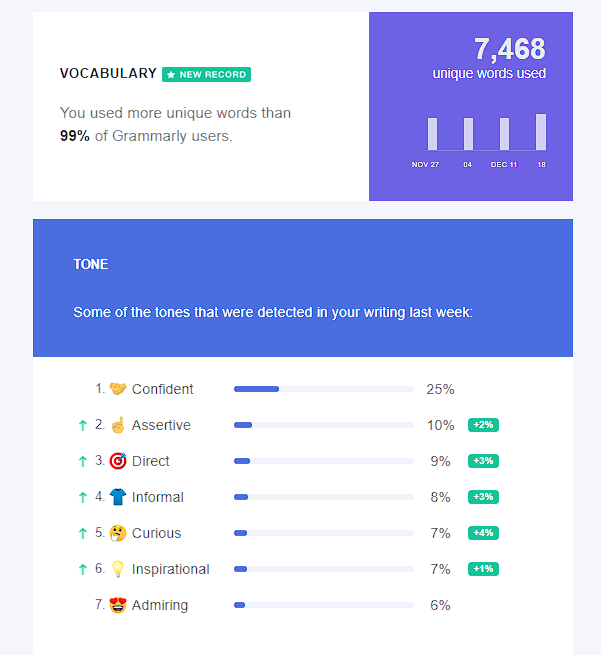 VOCABULARY ★ NEW RECORD
You used more unique words than
99% of Grammarly users.
7,468
unique words used
NOV 27 04 DEC 11 18
TONE
Some of the tones that were detected in your writing last week:
1. Confident 25%
↑ 2. Assertive 10% +2%
↑ 3. Direct 9% +3%
↑ 4. Informal 8% +3%
↑ 5. Curious 7% +4%
↑ 6. Inspirational 7% +1%
7. Admiring 6%